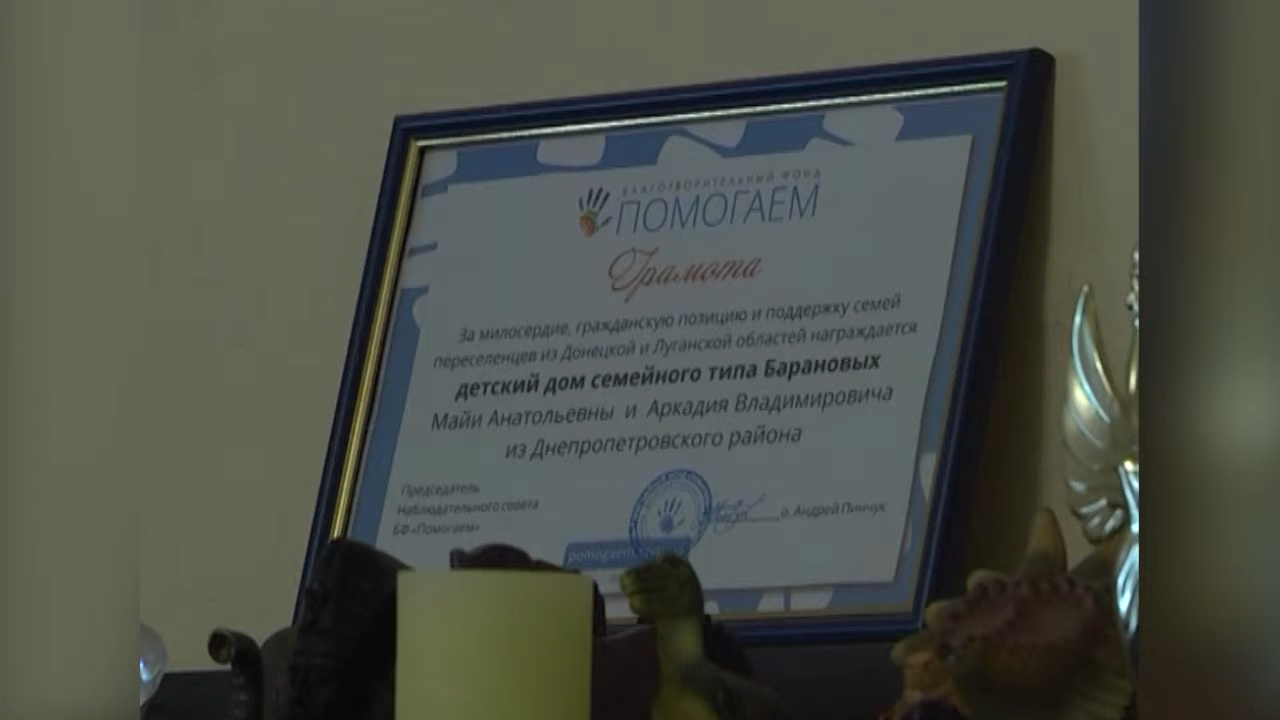 БЛАГОТВОРИТЕЛЬНЫЙ ФОНД
ПОМОГАЕМ
Грамота
За милосердие, гражданскую позицию и поддержку семей
переселенцев из Донецкой и Луганской областей награждается
детский дом семейного типа Барановых
Майи Анатольевны и Аркадия Владимировича
из Днепропетровского района
Председатель
Наблюдательного совета
БФ «Помогаем»
о. Андрей Пинчук